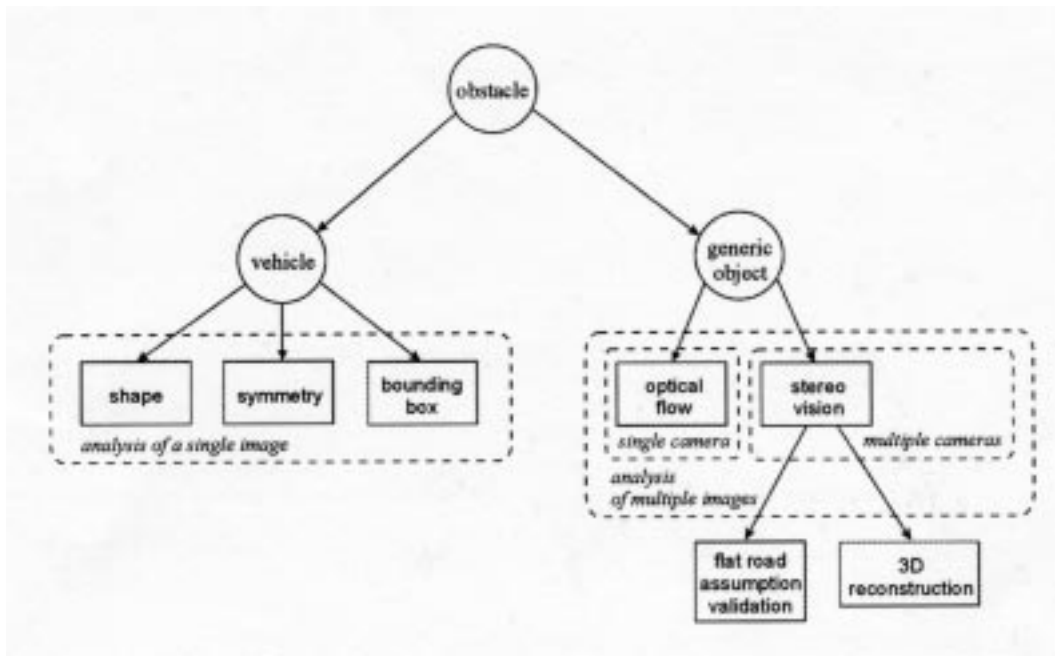 obstacle
vehicle
generic
object
shape
symmetry
bounding
box
analysis of a single image
optical
flow
stereo
vision
single camera
multiple cameras
analysis
of multiple images
flat road
assumption
validation
3D
reconstruction